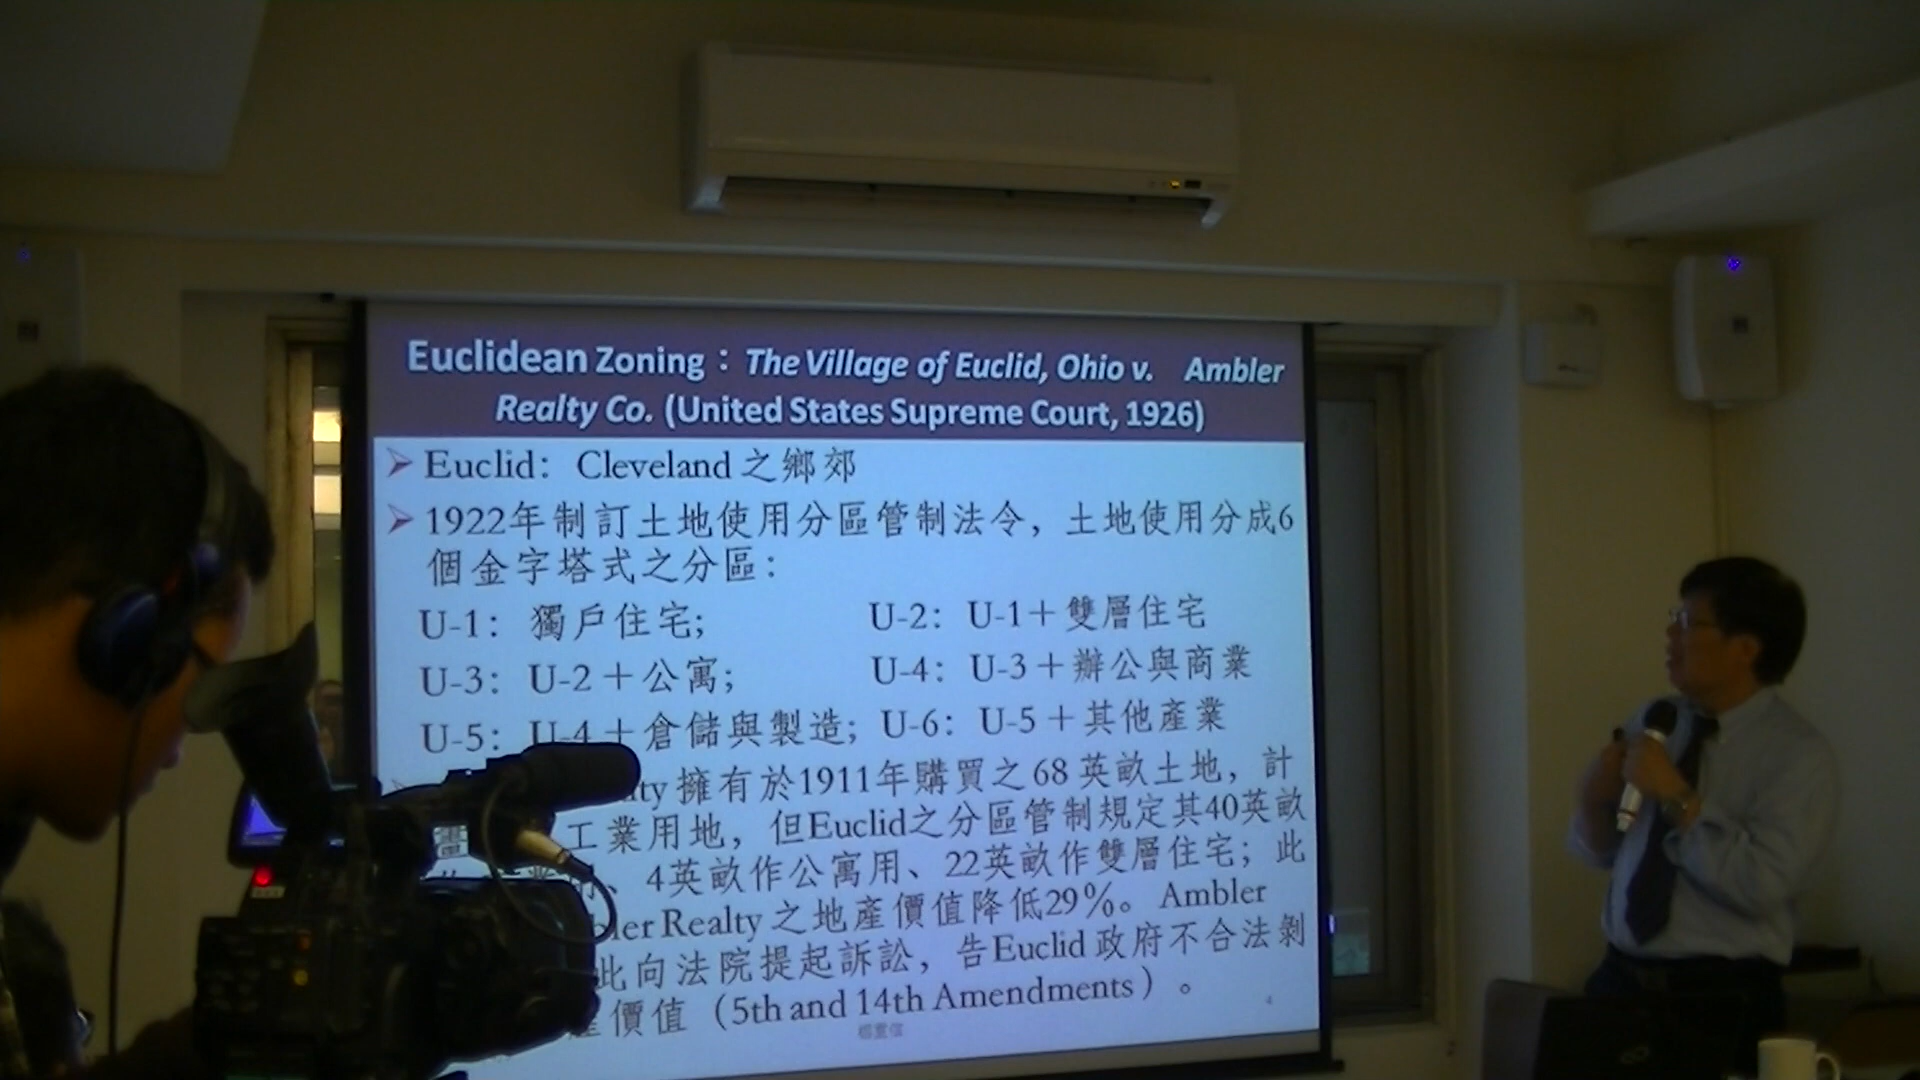 Euclidean Zoning：The Village of Euclid, Ohio v. Ambler
Realty Co. (United States Supreme Court, 1926)
Euclid: Cleveland之鄉郊
1922年制訂土地使用分區管制法令，土地使用分成6
個金字塔式之分區：
U-1: 獨戶住宅; U-2: U-1＋雙層住宅
U-3: U-2＋公寓; U-4: U-3＋辦公與商業
U-5: U-4＋倉儲與製造; U-6: U-5＋其他產業
擁有於1911年購買之68英畝土地，計
工業用地，但Euclid之分區管制規定其40英畝
4英畝作公寓用、22英畝作雙層住宅；此
Realty之地產價值降低29%。Ambler
此向法院提起訴訟，告Euclid政府不合法剝
價值（5th and 14th Amendments）。
4